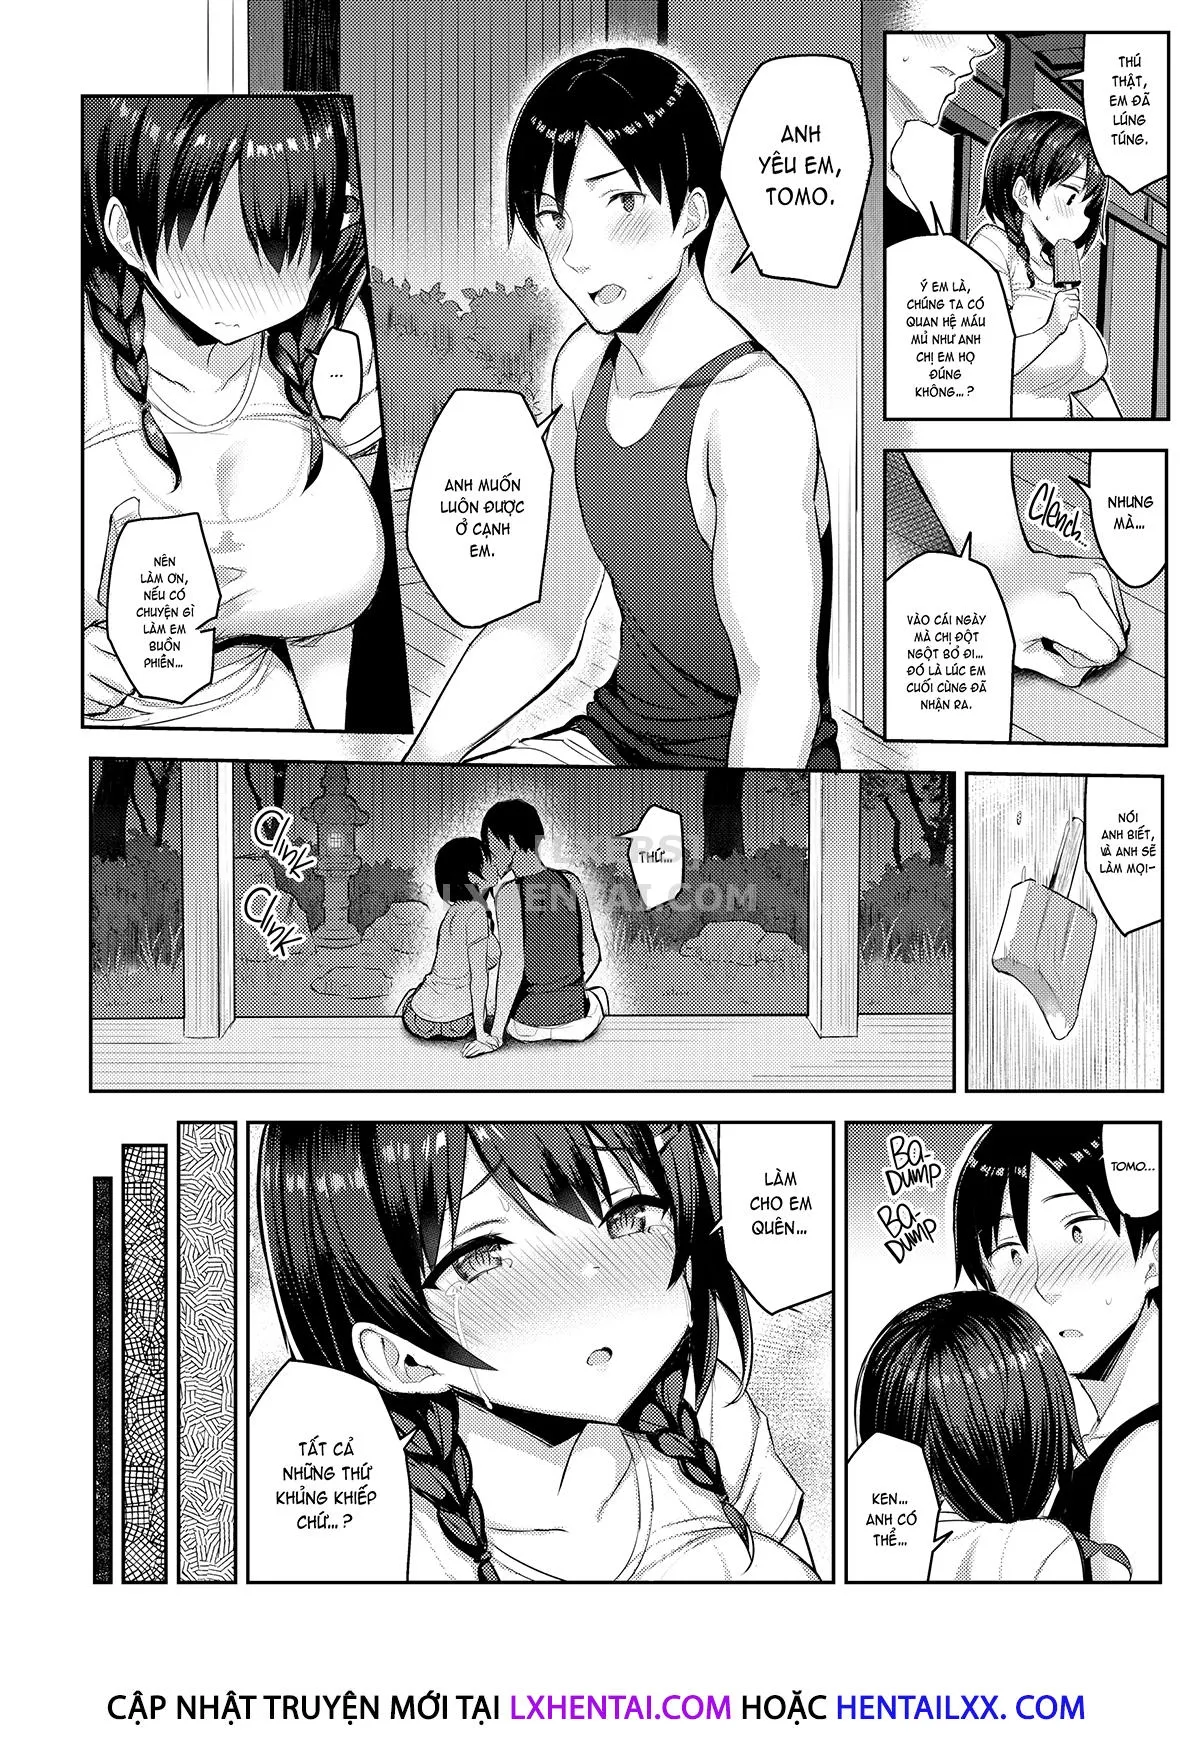 THÚ
THẬT,
EM ĐÃ
LÚNG
TÚNG.
Ý EM LÀ,
CHÚNG TA CÓ
QUAN HỆ MÁU
MỦ NHƯ ANH
CHỊ EM HỌ
ĐÚNG
KHÔNG...?
NHƯNG
MÀ...
Clench...
VÀO CÁI NGÀY
MÀ CHỊ ĐỘT
NGỘT BỎ ĐI...
ĐÓ LÀ LÚC EM
CUỐI CÙNG ĐÃ
NHẬN RA.
ANH
YÊU EM,
TOMO.
ANH MUỐN
LUÔN ĐƯỢC
Ở CẠNH
EM.
...
NÊN
LÀM ƠN,
NẾU CÓ
CHUYỆN GÌ
LÀM EM
BUỒN
PHIỀN...
NÓI
ANH BIẾT,
VÀ ANH SẼ
LÀM MỌI-
THỨ...
Clink
Clink
LXHENTAI.COM
TOMO...
BA-
DUMP
BA-
DUMP
KEN...
ANH CÓ
THỂ...
LÀM
CHO EM
QUÊN...
TẤT CẢ
NHỮNG THỨ
KHỦNG KHIẾP
CHỨ...?
CẬP NHẬT TRUYỆN MỚI TẠI LXHENTAI.COM HOẶC HENTAILXX. COM